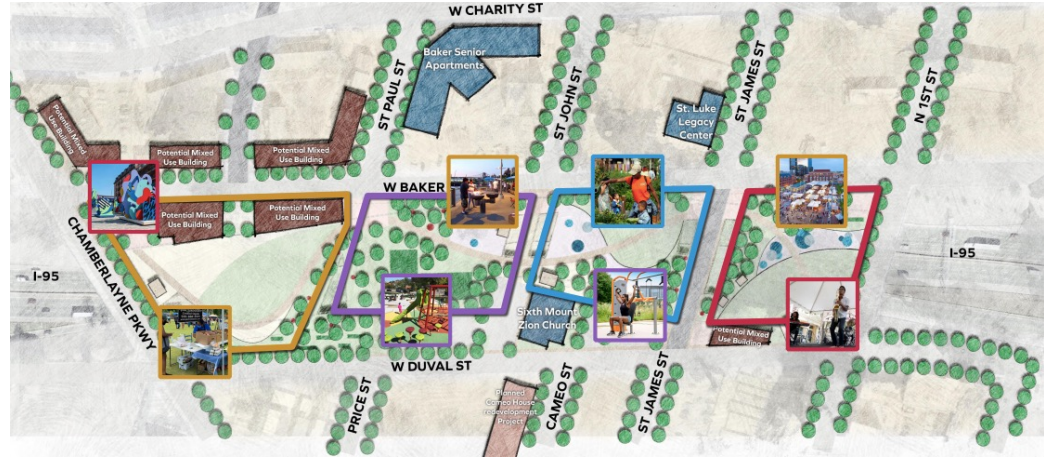 W CHARITY ST
Baker Senior
Apartments
ST PAUL ST
ST JOHN ST
ST JAMES ST
N 1ST ST
St. Luke
Legacy
Center
Potential Mixed
Use Building
Potential Mixed
Use Building
Potential Mixed
Use Building
W BAKER
Potential Mixed
Use Building
Potential Mixed
Use Building
CHAMBERLAYNE PKWY
I-95
I-95
Sixth Mount
Zion Church
Potential Mixed
Use Building
W DUVAL ST
PRICE ST
Planned
Cameo House
redevelopment
Project
CAMEO ST
ST JAMES ST